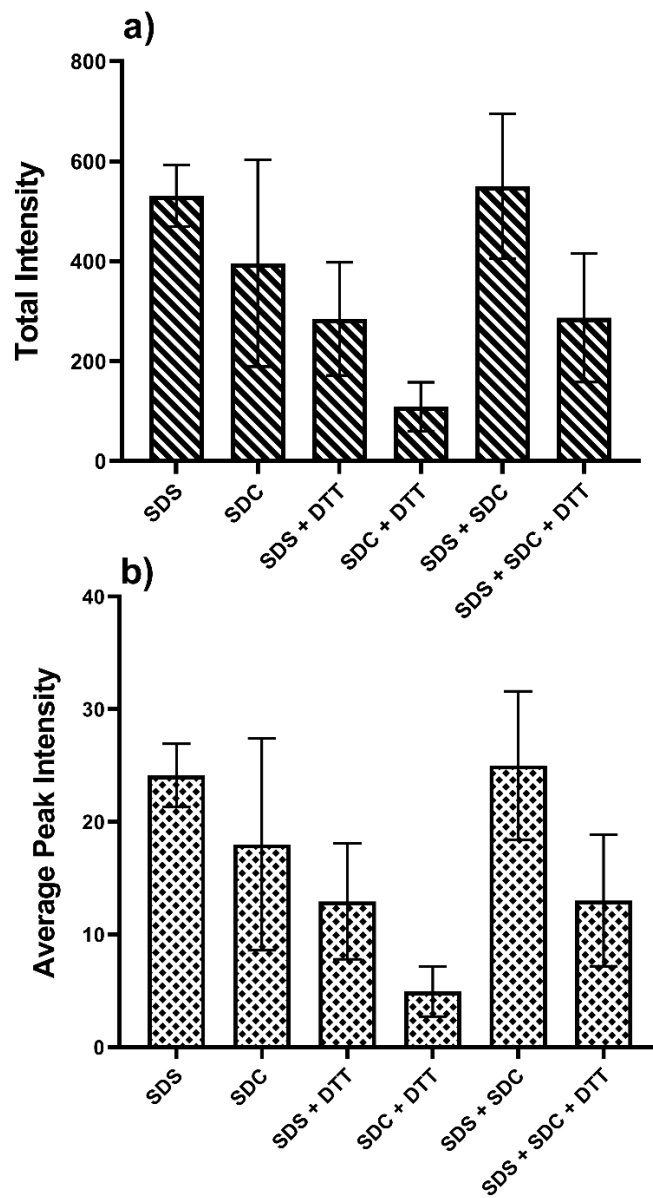 a)
Total Intensity
800
600
400
200
0
SDS
SDC
SDS + DTT
SDC + DTT
SDS + SDC
SDS + SDC + DTT
b)
Average Peak Intensity
40
30
20
10
0
SDS
SDC
SDS + DTT
SDC + DTT
SDS + SDC
SDS + SDC + DTT